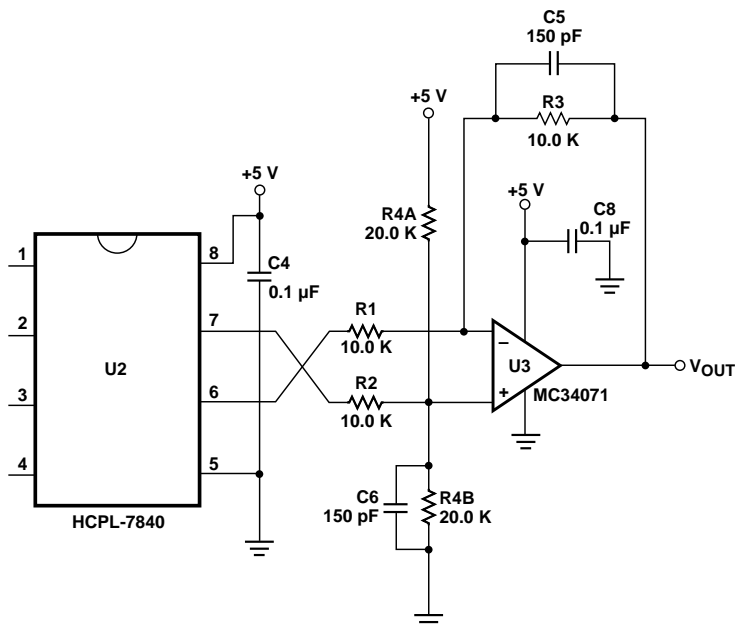 C5
150 pF
+5 V
R3
10.0 K
+5 V
+5 V
C8
0.1 µF
R4A
20.0 K
8
C4
0.1 µF
1
2
3
4
7
6
5
U2
R1
10.0 K
R2
10.0 K
–
+
U3
MC34071
VOUT
C6
150 pF
R4B
20.0 K
HCPL-7840